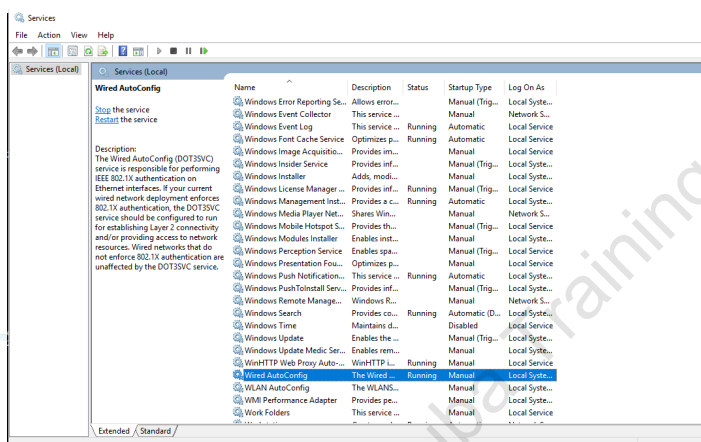 Services
File Action View Help
Services (Local)
Services (Local)
Wired AutoConfig
Stop the service
Restart the service
Description:
The Wired AutoConfig (DOT3SVC)
service is responsible for performing
IEEE 802.1X authentication on
Ethernet interfaces. If your current
wired network deployment enforces
802.1X authentication, the DOT3SVC
service should be configured to run
for establishing Layer 2 connectivity
and/or providing access to network
resources. Wired networks that do
not enforce 802.1X authentication are
unaffected by the DOT3SVC service.
Name Description Status Startup Type Log On As
Windows Error Reporting Se... Allows error... Manual (Trig... Local Syste...
Windows Event Collector This service ... Manual Network S...
Windows Event Log This service ... Running Automatic Local Service
Windows Font Cache Service Optimizes p... Running Automatic Local Service
Windows Image Acquisitio... Provides im... Manual Local Service
Windows Insider Service Provides inf... Manual (Trig... Local Syste...
Windows Installer Adds, modi... Manual Local Syste...
Windows License Manager ... Provides inf... Running Manual (Trig... Local Service
Windows Management Inst... Provides a c... Running Automatic Local Syste...
Windows Media Player Net... Shares Win... Manual Network S...
Windows Mobile Hotspot S... Provides th... Manual (Trig... Local Service
Windows Modules Installer Enables inst... Manual Local Syste...
Windows Perception Service Enables spa... Manual (Trig... Local Service
Windows Presentation Fou... Optimizes p... Manual Local Service
Windows Push Notification... This service ... Running Automatic Local Syste...
Windows PushToInstall Serv... Provides inf... Manual (Trig... Local Syste...
Windows Remote Manage... Windows R... Manual Network S...
Windows Search Provides co... Running Automatic (D... Local Syste...
Windows Time Maintains d... Disabled Local Service
Windows Update Enables the ... Manual (Trig... Local Syste...
Windows Update Medic Ser... Enables rem... Manual Local Syste...
WinHTTP Web Proxy Auto-... WinHTTP i... Running Manual Local Service
Wired AutoConfig The Wired ... Running Manual Local Syste...
WLAN AutoConfig The WLANS... Manual Local Syste...
WMI Performance Adapter Provides pe... Manual Local Syste...
Work Folders This service ... Manual Local Service
Extended Standard
ba Training